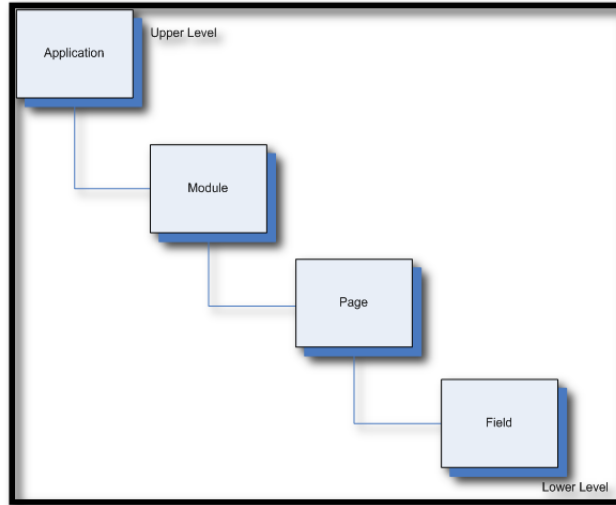 Application
Upper Level
Module
Page
Field
Lower Level